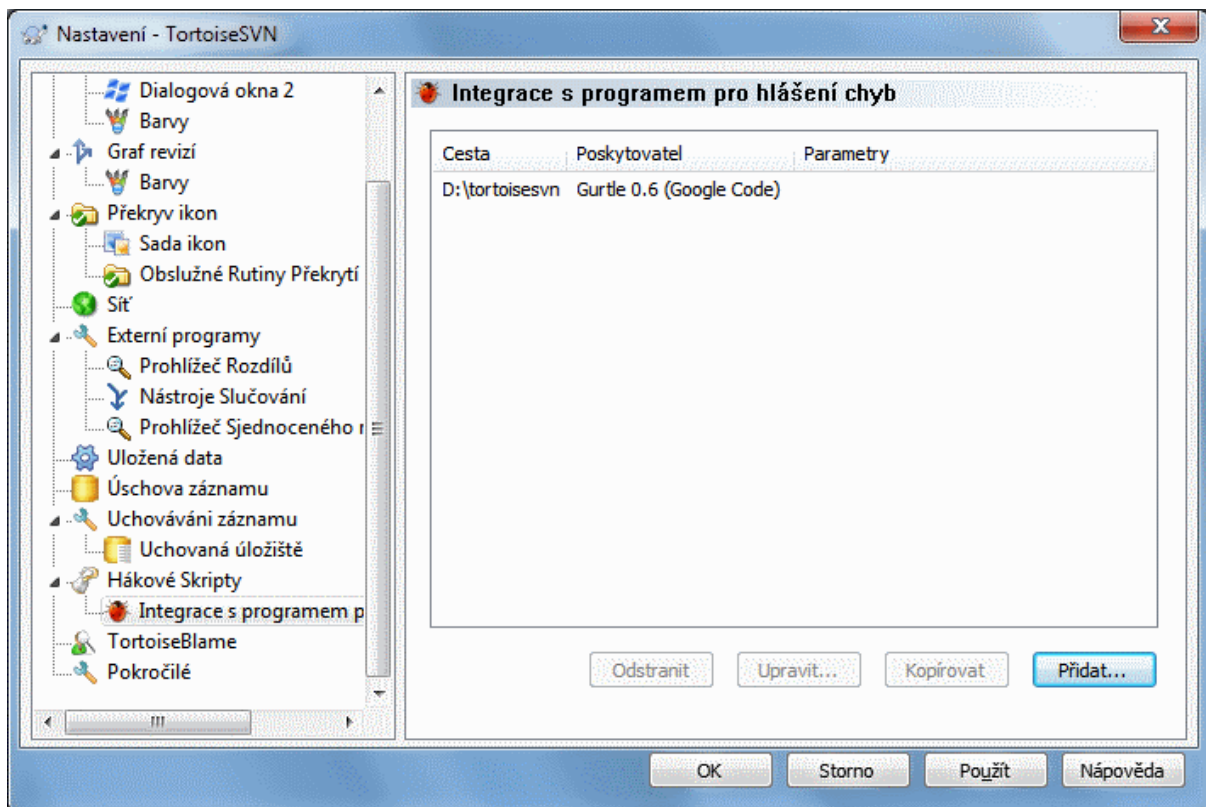 Nastavení - TortoiseSVN
Dialogová okna 2
Barvy
Graf revizí
Barvy
Překryv ikon
Sada ikon
Obslužné Rutiny Překrytí
Síť
Externí programy
Prohlížeč Rozdílů
Nástroje Slučování
Prohlížeč Sjednoceného r
Uložená data
Úschova záznamu
Uchováváni záznamu
Uchovaná úložiště
Hákové Skripty
Integrace s programem p
TortoiseBlame
Pokročilé
Integrace s programem pro hlášení chyb
Cesta Poskytovatel Parametry
D:\tortoisesvn Gurtle 0.6 (Google Code)
Odstranit Upravit... Kopírovat Přidat...
OK Storno Použít Nápověda